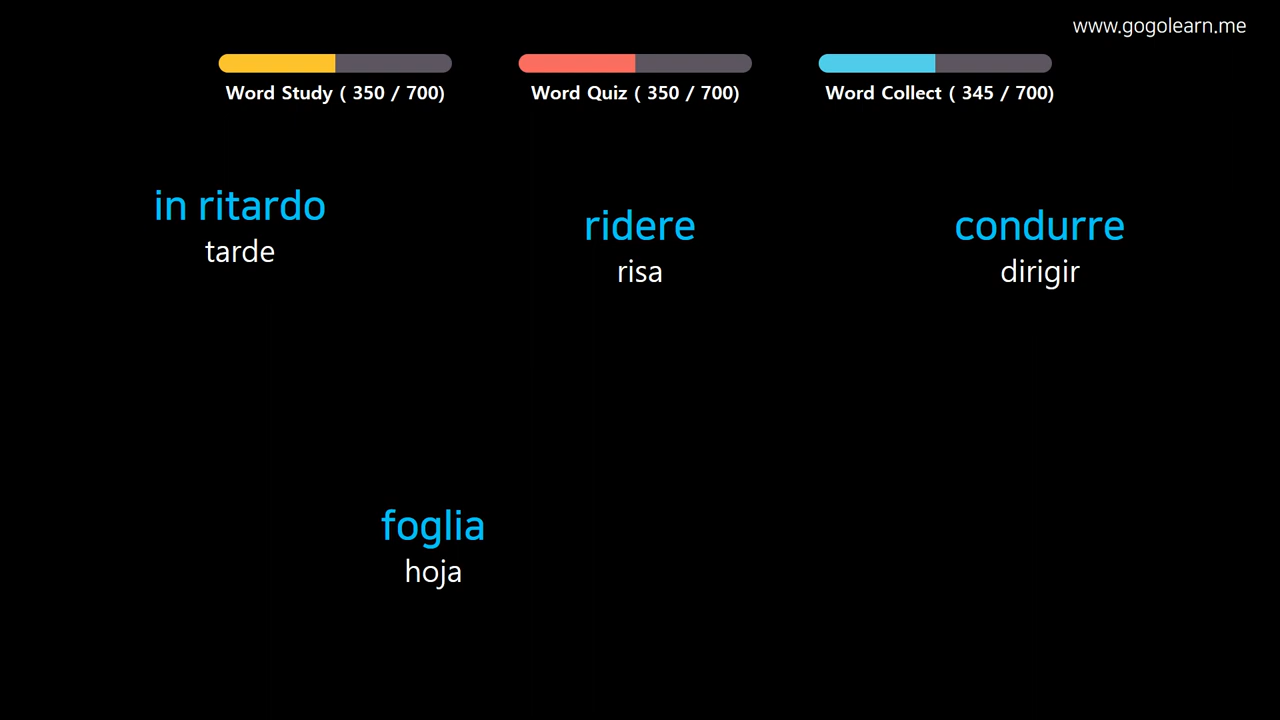 www.gogolearn.me
Word Study ( 350 / 700)
Word Quiz ( 350 / 700)
Word Collect ( 345 / 700)
in ritardo
tarde
ridere
risa
condurre
dirigir
foglia
hoja